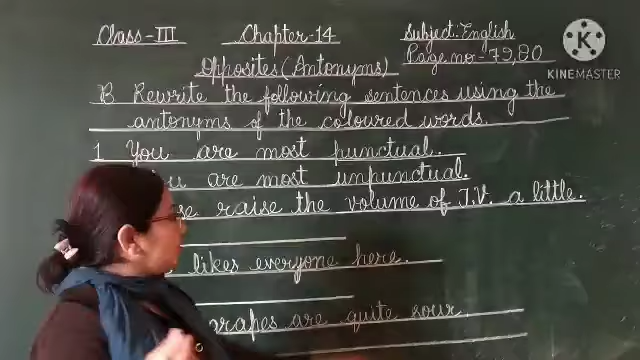 Class-III Chapter-14 Subject: English
Page no-79,80
Opposites (Antonyms)
B Rewrite the following sentences using the
antonyms of the coloured words.
1 You are most punctual.
are most unpunctual.
raise the volume of T.V. a little.
likes everyone here.
are quite sour.
KINEMASTER